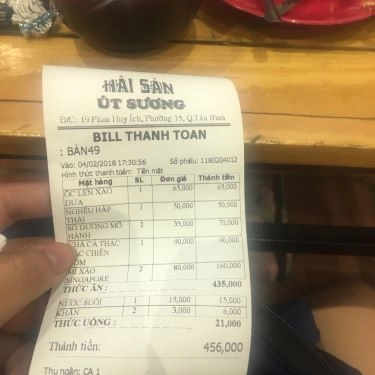 HẢI SẢN
ÚT SƯƠNG
Đ/C: 19 Phan Huy Ích, Phường 15, Q.Tân Bình
BILL THANH TOAN
: BÀN49
Vào: 04/02/2018 17:30:56 Số phiếu: 1180204012
Hình thức thanh toán: Tiền mặt
Mặt hàng SL Đơn giá Thành tiền
ỐC LEN XÀO 1 65,000 65,000
DỪA
NGHÊU HẤP 1 50,000 50,000
THÁI
SÒ DƯƠNG MỠ 2 35,000 70,000
HÀNH
CHẢ CÁ THÁC 1 90,000 90,000
LÁC CHIÊN
MÌ XÀO 2 80,000 160,000
SINGAPORE
THỨC ĂN: 435,000
NƯỚC SUỐI 1 15,000 15,000
KHĂN 2 3,000 6,000
THỨC UỐNG: 21,000
Thành tiền: 456,000
Thu ngân: CA 1